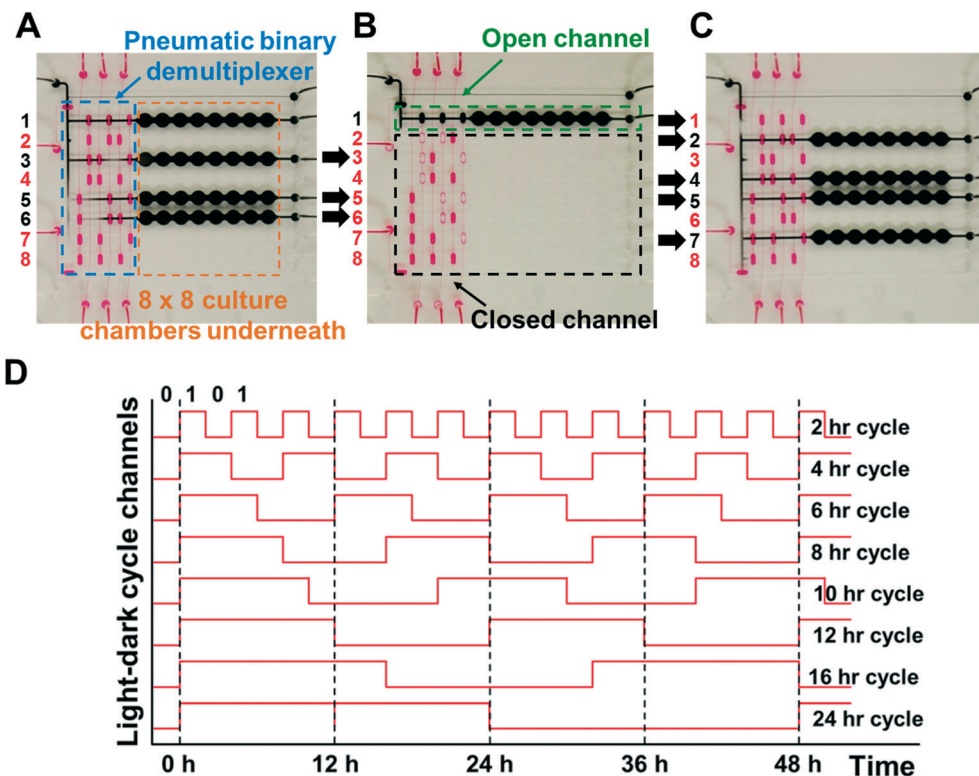 A
Pneumatic binary
demultiplexer
1
2
3
4
5
6
7
8
8 x 8 culture
chambers underneath
B
Open channel
1
2
3
4
5
6
7
8
Closed channel
C
1
2
3
4
5
6
7
8
D
Light-dark cycle channels
0 1 0 1
2 hr cycle
4 hr cycle
6 hr cycle
8 hr cycle
10 hr cycle
12 hr cycle
16 hr cycle
24 hr cycle
0 h 12 h 24 h 36 h 48 h Time